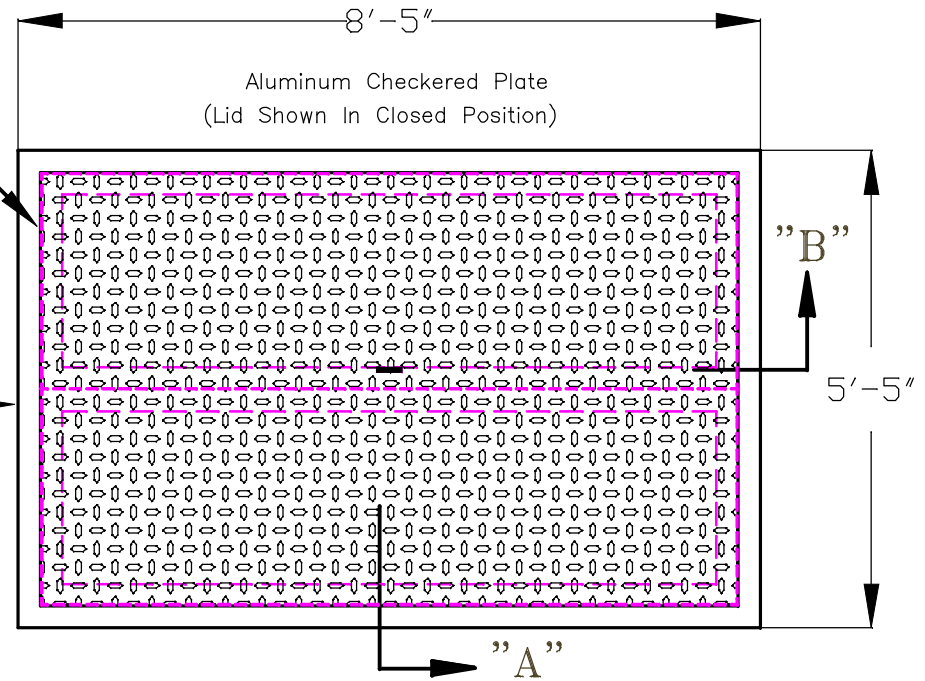 8'-5"
Aluminum Checkered Plate
(Lid Shown In Closed Position)
"B"
5'-5"
"A"